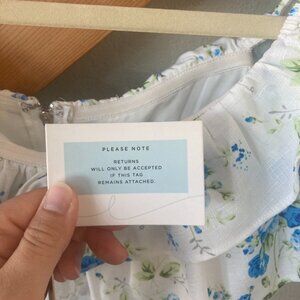 PLEASE NOTE
RETURNS
WILL ONLY BE ACCEPTED
IF THIS TAG
REMAINS ATTACHED.